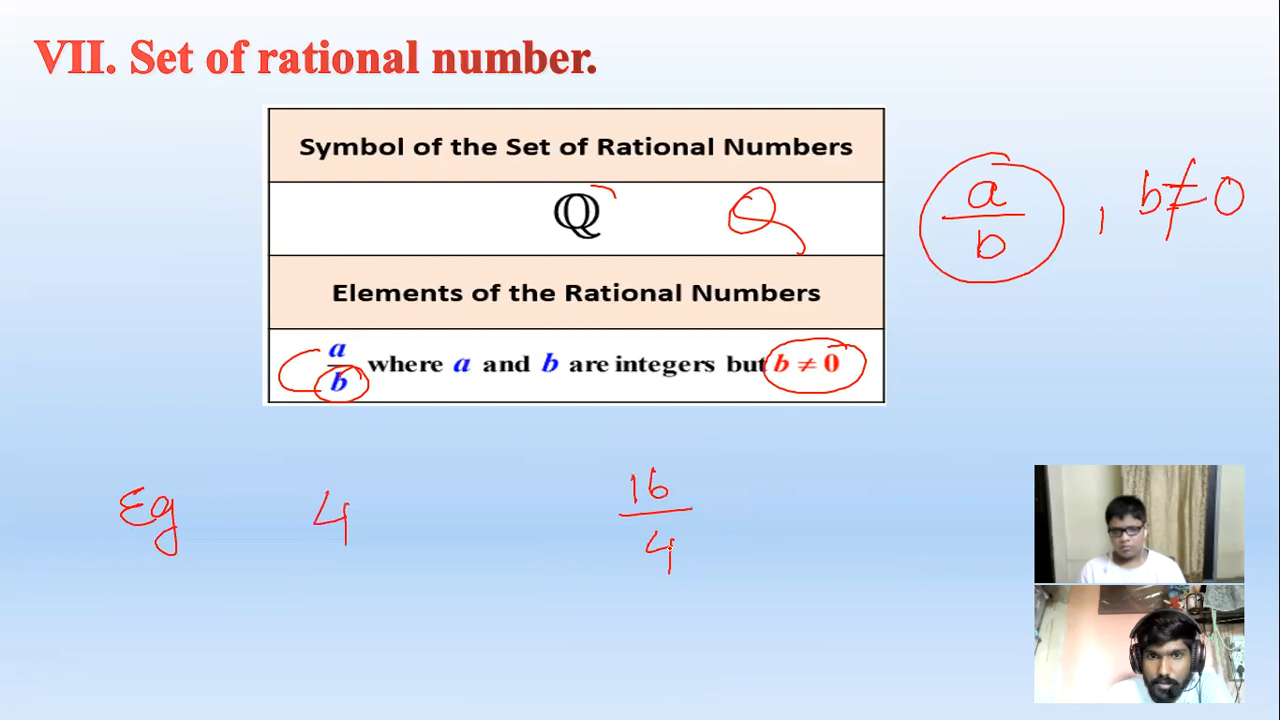 VII. Set of rational number.
Symbol of the Set of Rational Numbers
ℚ Q
a/b , b≠0
Elements of the Rational Numbers
a/b where a and b are integers but b ≠ 0
Eg 4 16/4